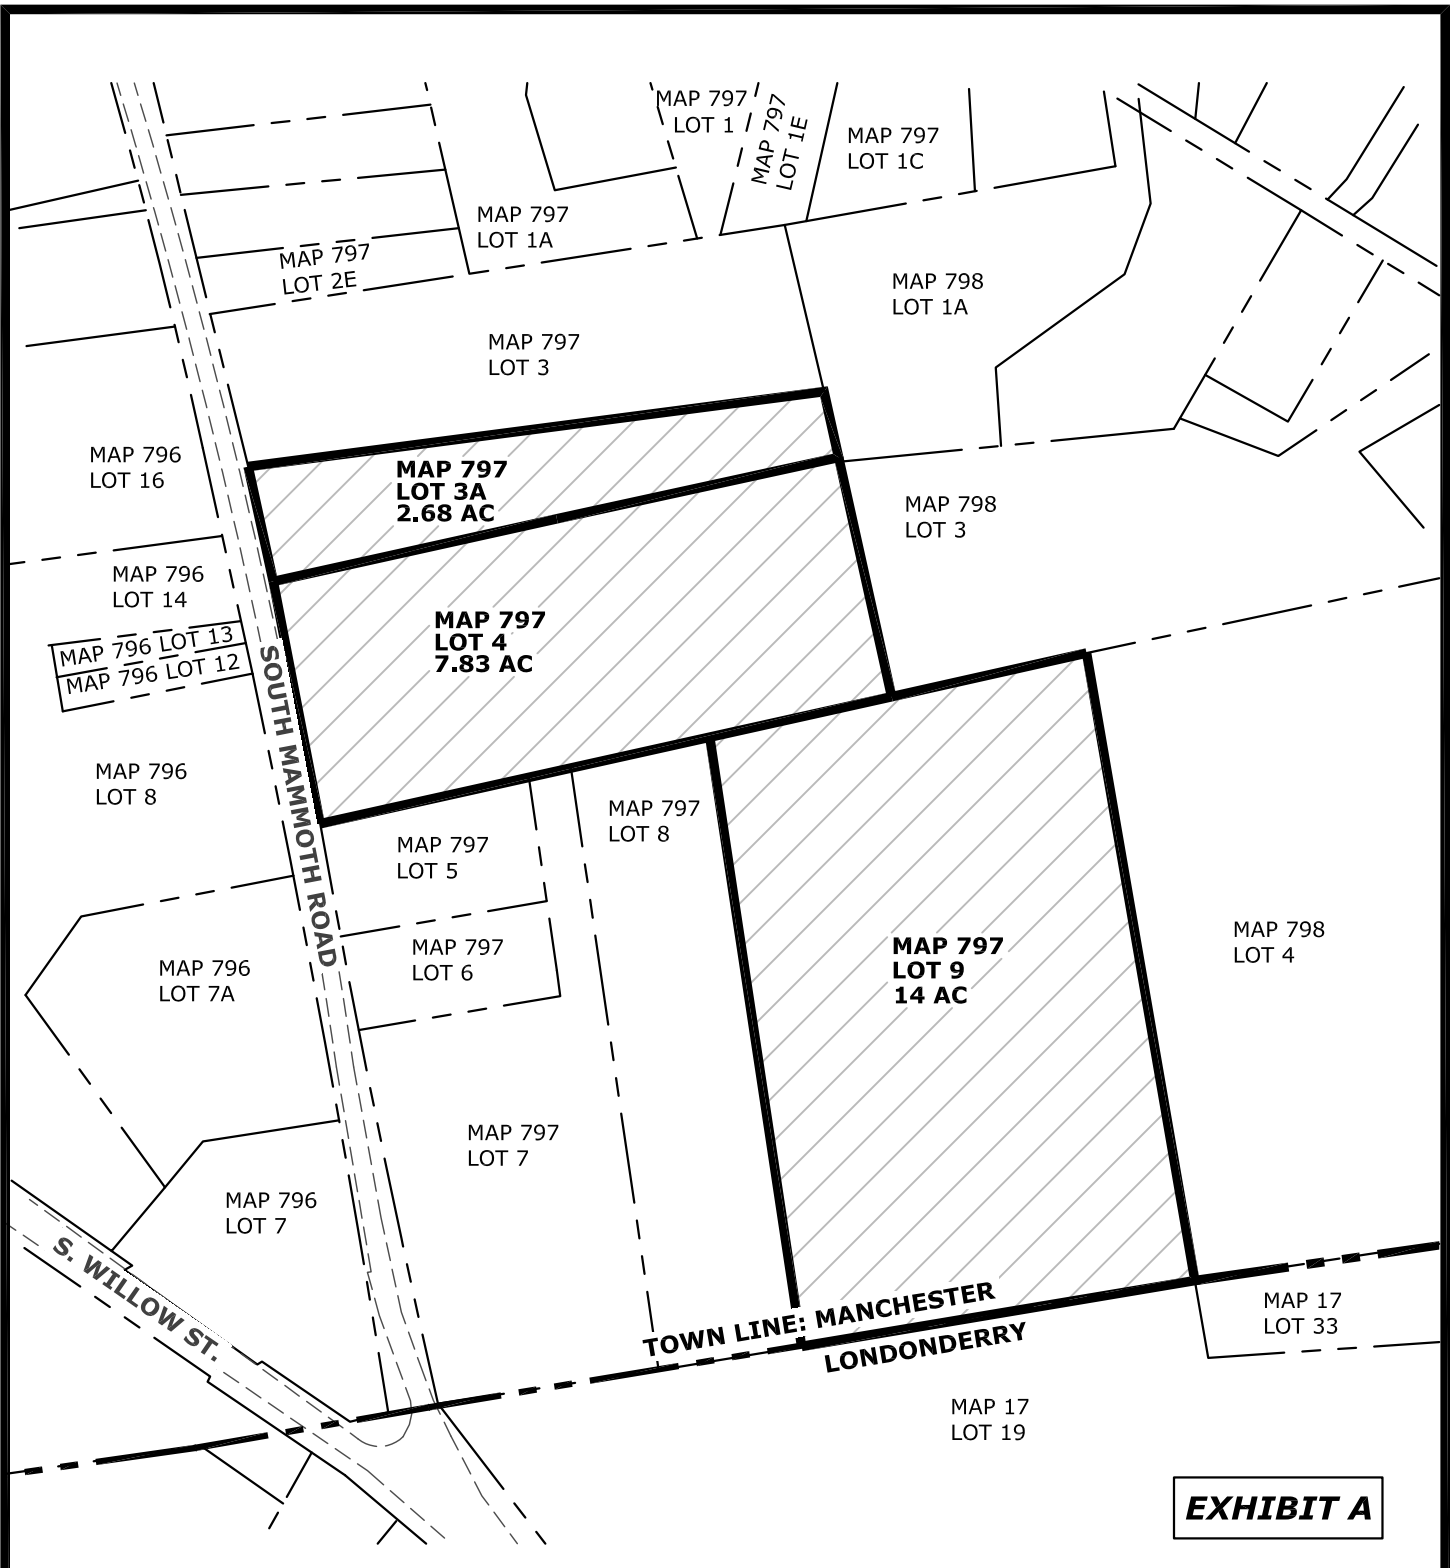 MAP 797
LOT 1
MAP 797
LOT 1E
MAP 797
LOT 1C
MAP 797
LOT 1A
MAP 797
LOT 2E
MAP 798
LOT 1A
MAP 797
LOT 3
MAP 796
LOT 16
MAP 797
LOT 3A
2.68 AC
MAP 798
LOT 3
MAP 796
LOT 14
MAP 796 LOT 13
MAP 796 LOT 12
MAP 797
LOT 4
7.83 AC
SOUTH MAMMOTH ROAD
MAP 796
LOT 8
MAP 797
LOT 8
MAP 797
LOT 5
MAP 797
LOT 6
MAP 797
LOT 9
14 AC
MAP 798
LOT 4
MAP 796
LOT 7A
MAP 797
LOT 7
MAP 796
LOT 7
S. WILLOW ST.
TOWN LINE: MANCHESTER
LONDONDERRY
MAP 17
LOT 33
MAP 17
LOT 19
EXHIBIT A